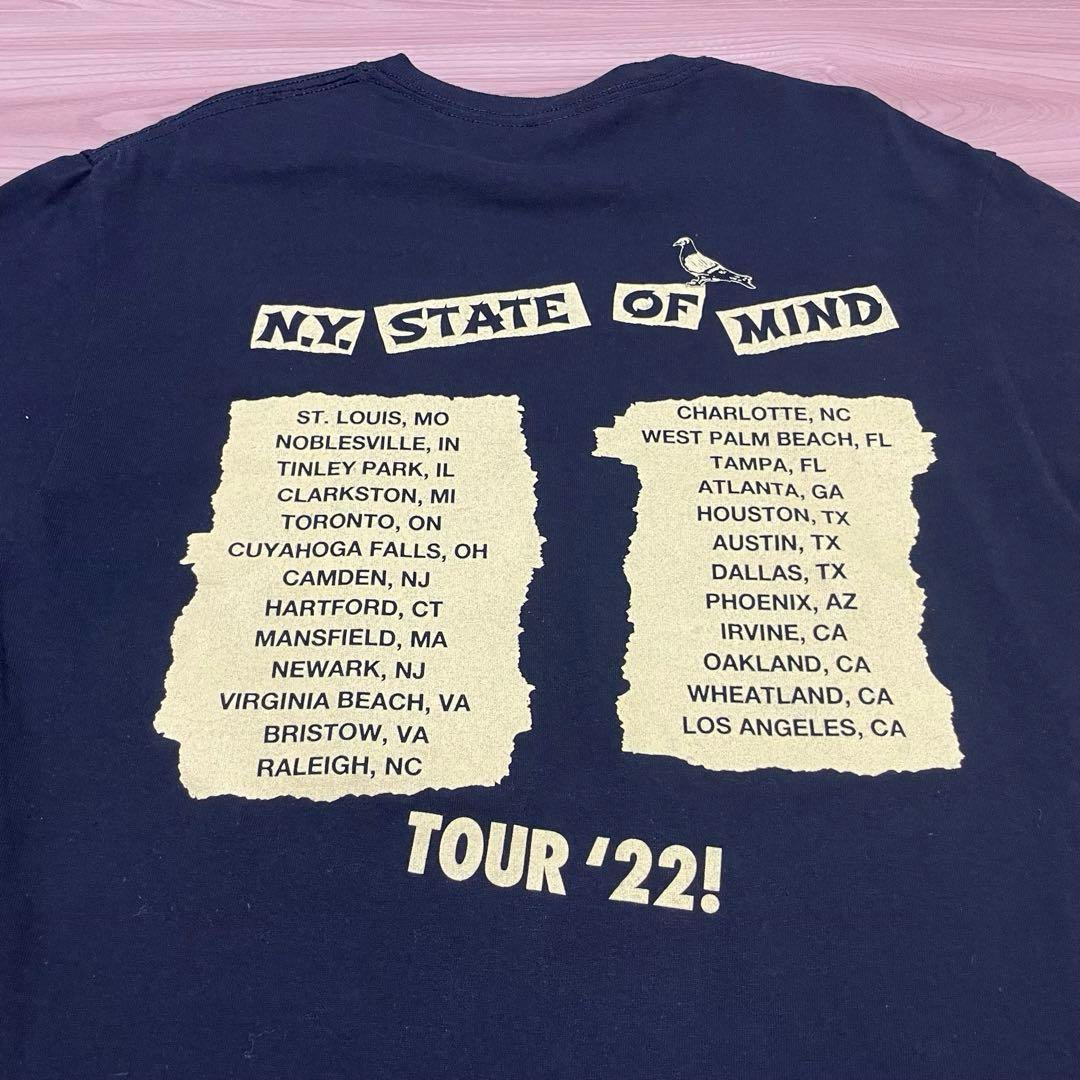 N.Y. STATE OF MIND
ST. LOUIS, MO
NOBLESVILLE, IN
TINLEY PARK, IL
CLARKSTON, MI
TORONTO, ON
CUYAHOGA FALLS, OH
CAMDEN, NJ
HARTFORD, CT
MANSFIELD, MA
NEWARK, NJ
VIRGINIA BEACH, VA
BRISTOW, VA
RALEIGH, NC
CHARLOTTE, NC
WEST PALM BEACH, FL
TAMPA, FL
ATLANTA, GA
HOUSTON, TX
AUSTIN, TX
DALLAS, TX
PHOENIX, AZ
IRVINE, CA
OAKLAND, CA
WHEATLAND, CA
LOS ANGELES, CA
TOUR '22!